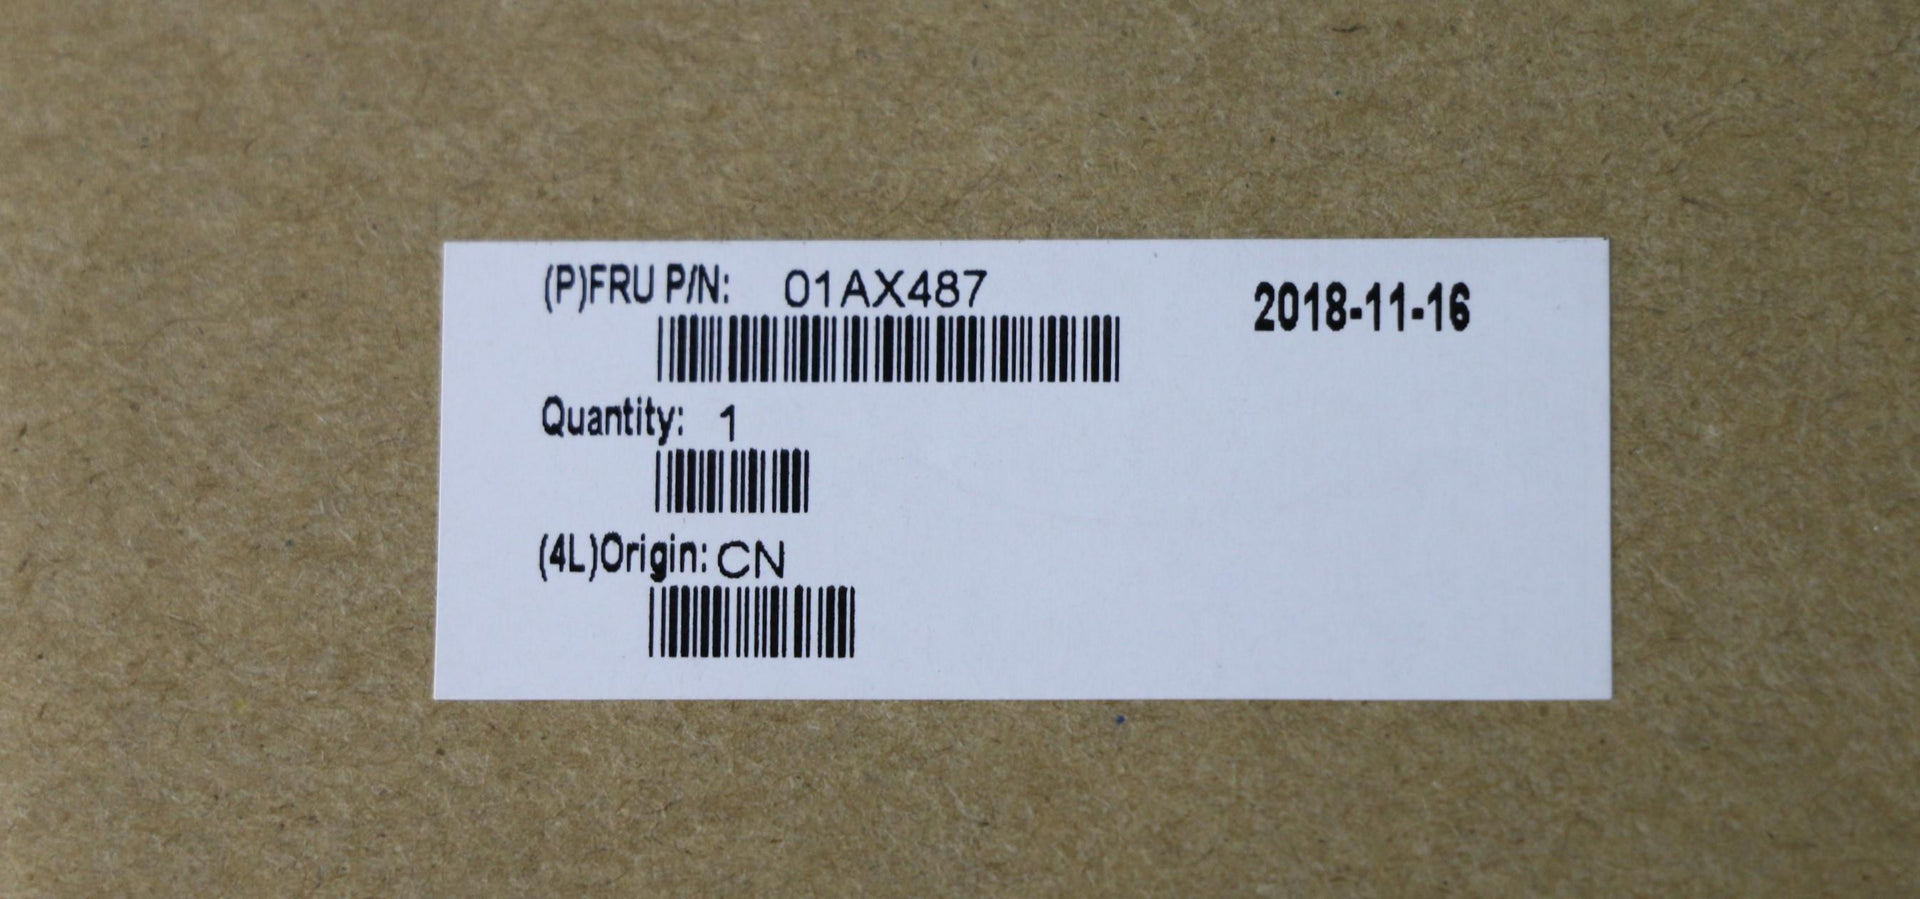 (P)FRU P/N: 01AX487
2018-11-16
Quantity: 1
(4L)Origin: CN